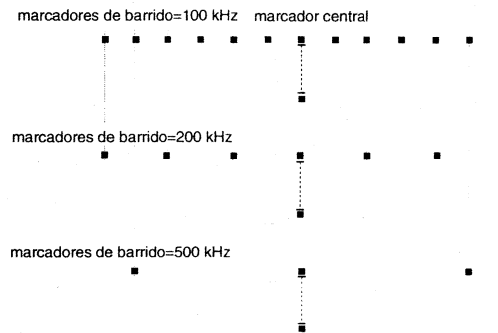 marcadores de barrido=100 kHz
marcador central
marcadores de barrido=200 kHz
marcadores de barrido=500 kHz